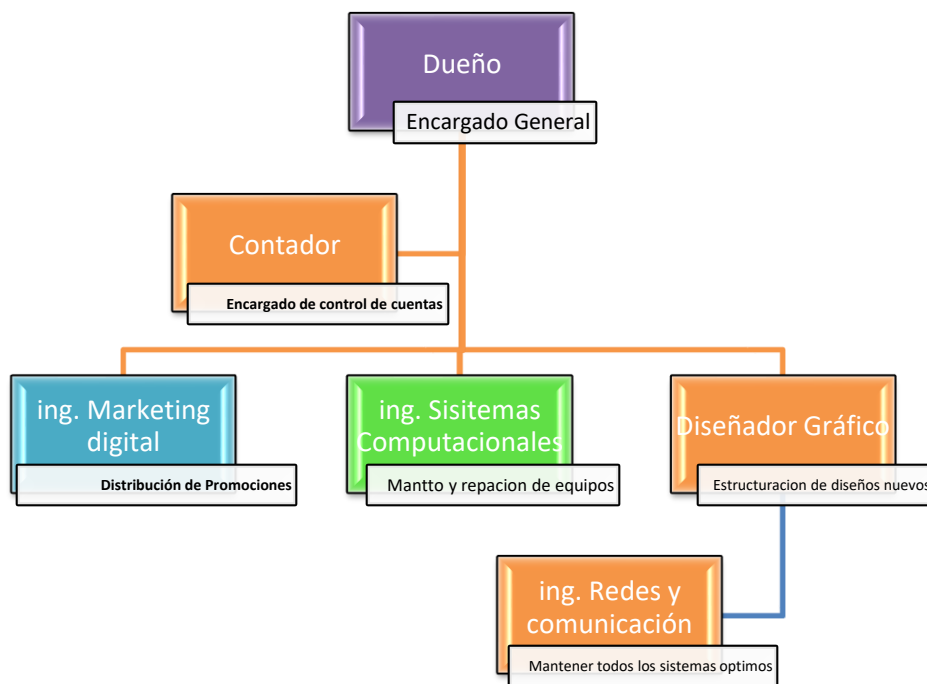 Dueño
Encargado General
Contador
Encargado de control de cuentas
ing. Marketing
digital
Distribución de Promociones
ing. Sisitemas
Computacionales
Mantto y repacion de equipos
Diseñador Gráfico
Estructuracion de diseños nuevos
ing. Redes y
comunicación
Mantener todos los sistemas optimos